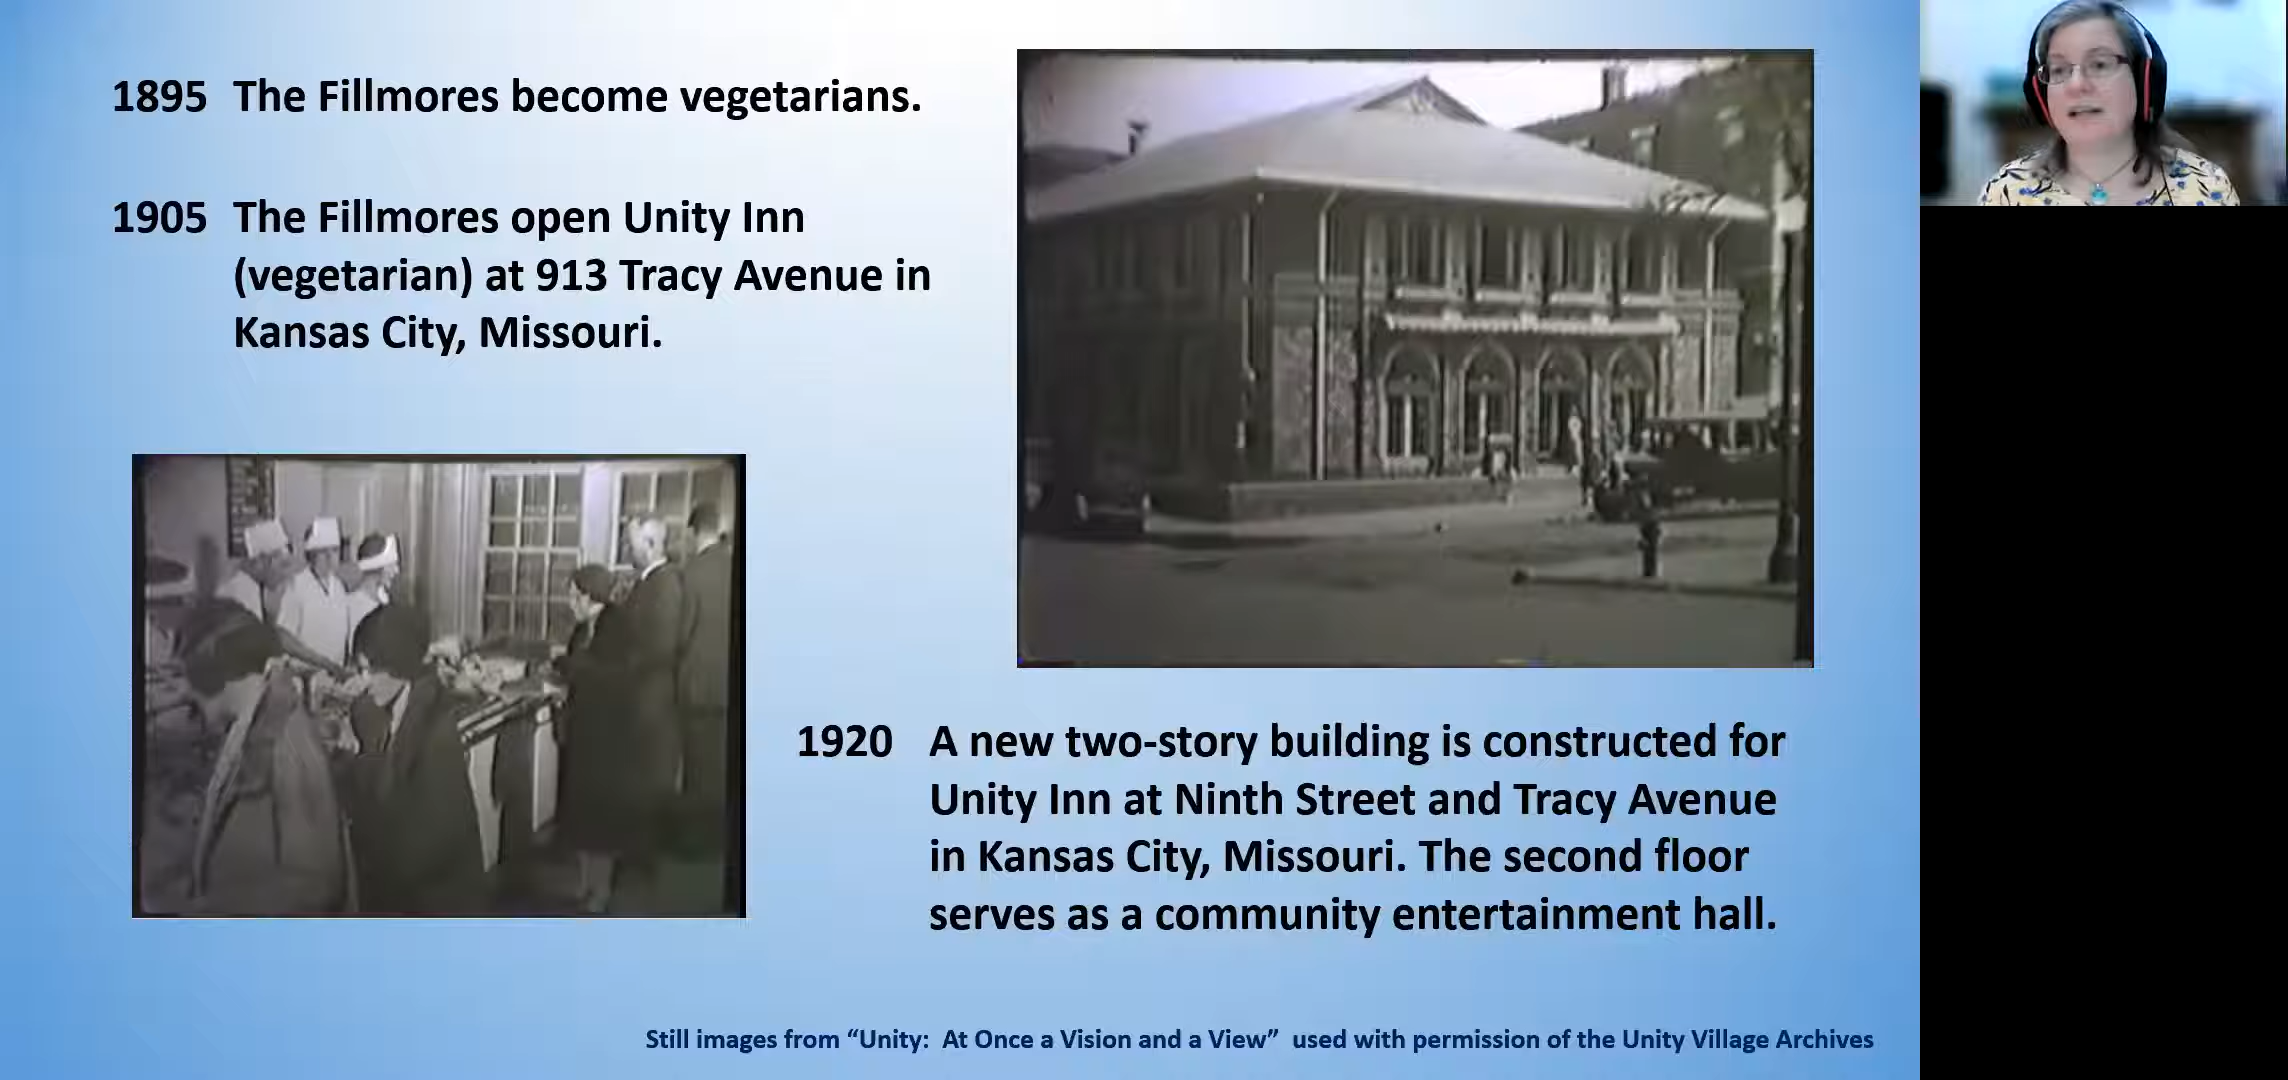 1895 The Fillmores become vegetarians.
1905 The Fillmores open Unity Inn
(vegetarian) at 913 Tracy Avenue in
Kansas City, Missouri.
1920 A new two-story building is constructed for
Unity Inn at Ninth Street and Tracy Avenue
in Kansas City, Missouri. The second floor
serves as a community entertainment hall.
Still images from “Unity: At Once a Vision and a View” used with permission of the Unity Village Archives